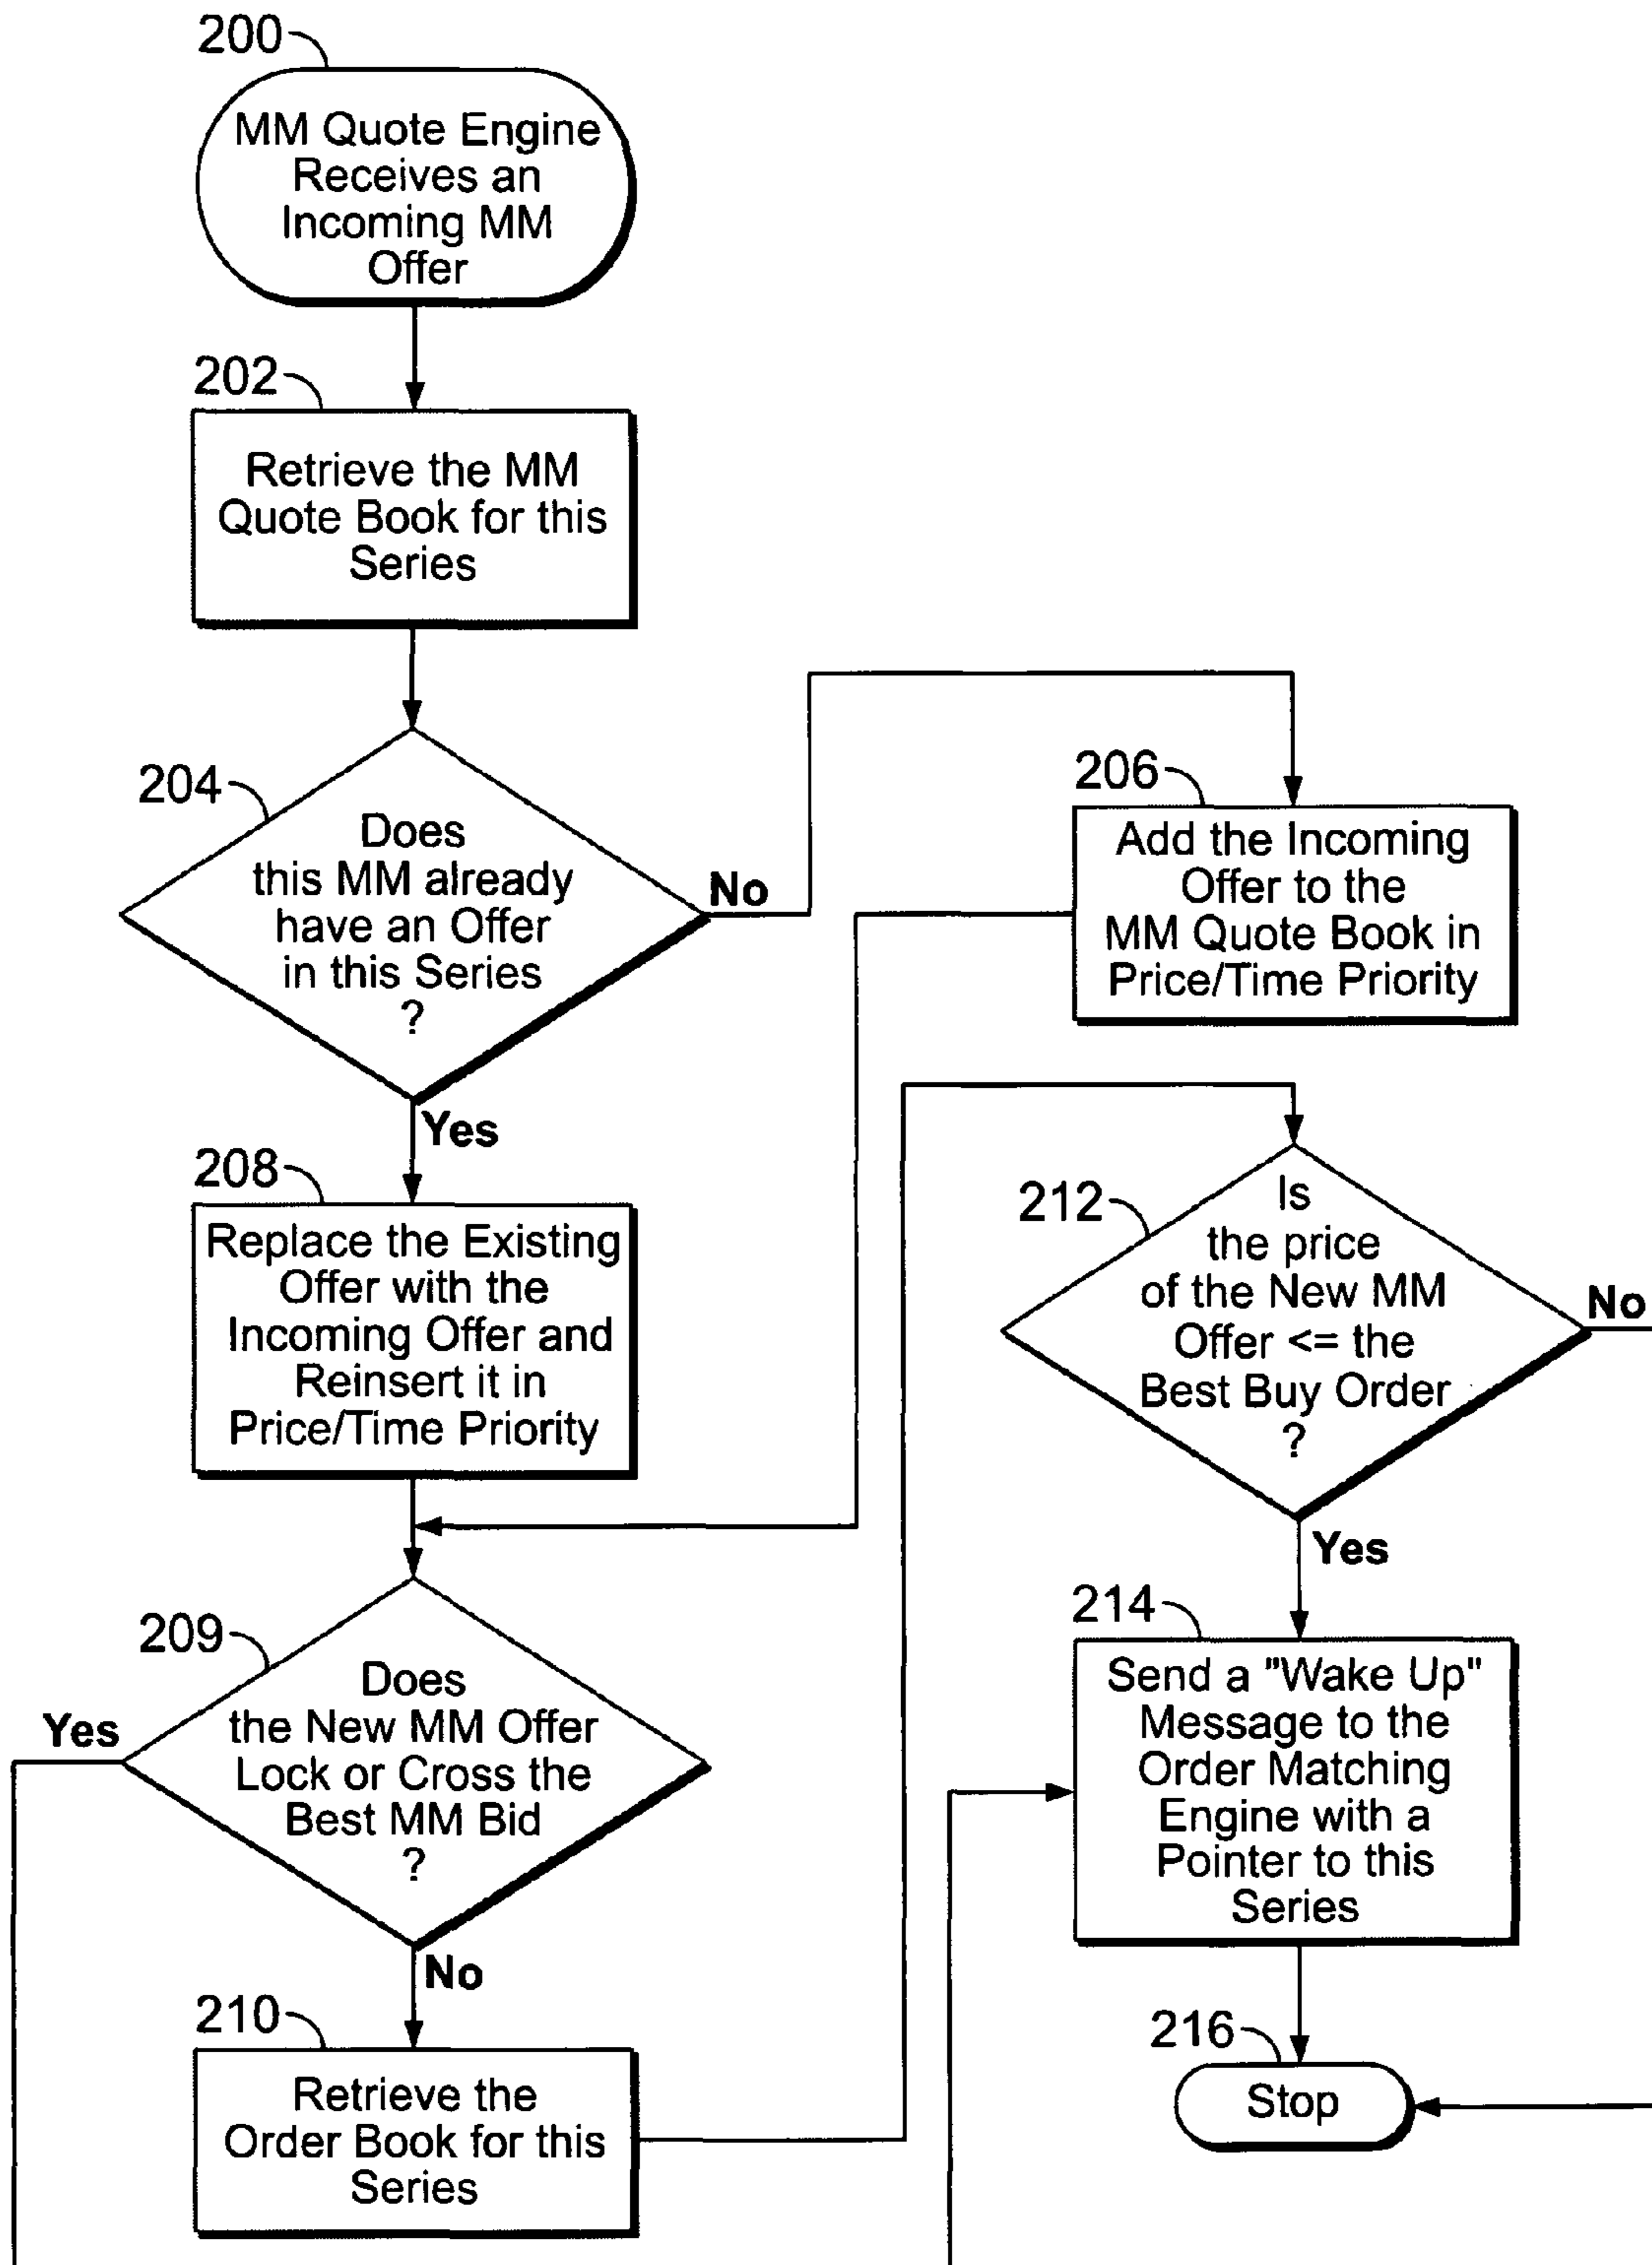 200
MM Quote Engine
Receives an
Incoming MM
Offer
202
Retrieve the MM
Quote Book for this
Series
204
Does
this MM already
have an Offer
in this Series
?
No
206
Add the Incoming
Offer to the
MM Quote Book in
Price/Time Priority
Yes
208
Replace the Existing
Offer with the
Incoming Offer and
Reinsert it in
Price/Time Priority
209
Does
the New MM Offer
Lock or Cross the
Best MM Bid
?
Yes
No
210
Retrieve the
Order Book for this
Series
212
Is
the price
of the New MM
Offer <= the
Best Buy Order
?
No
Yes
214
Send a "Wake Up"
Message to the
Order Matching
Engine with a
Pointer to this
Series
216
Stop